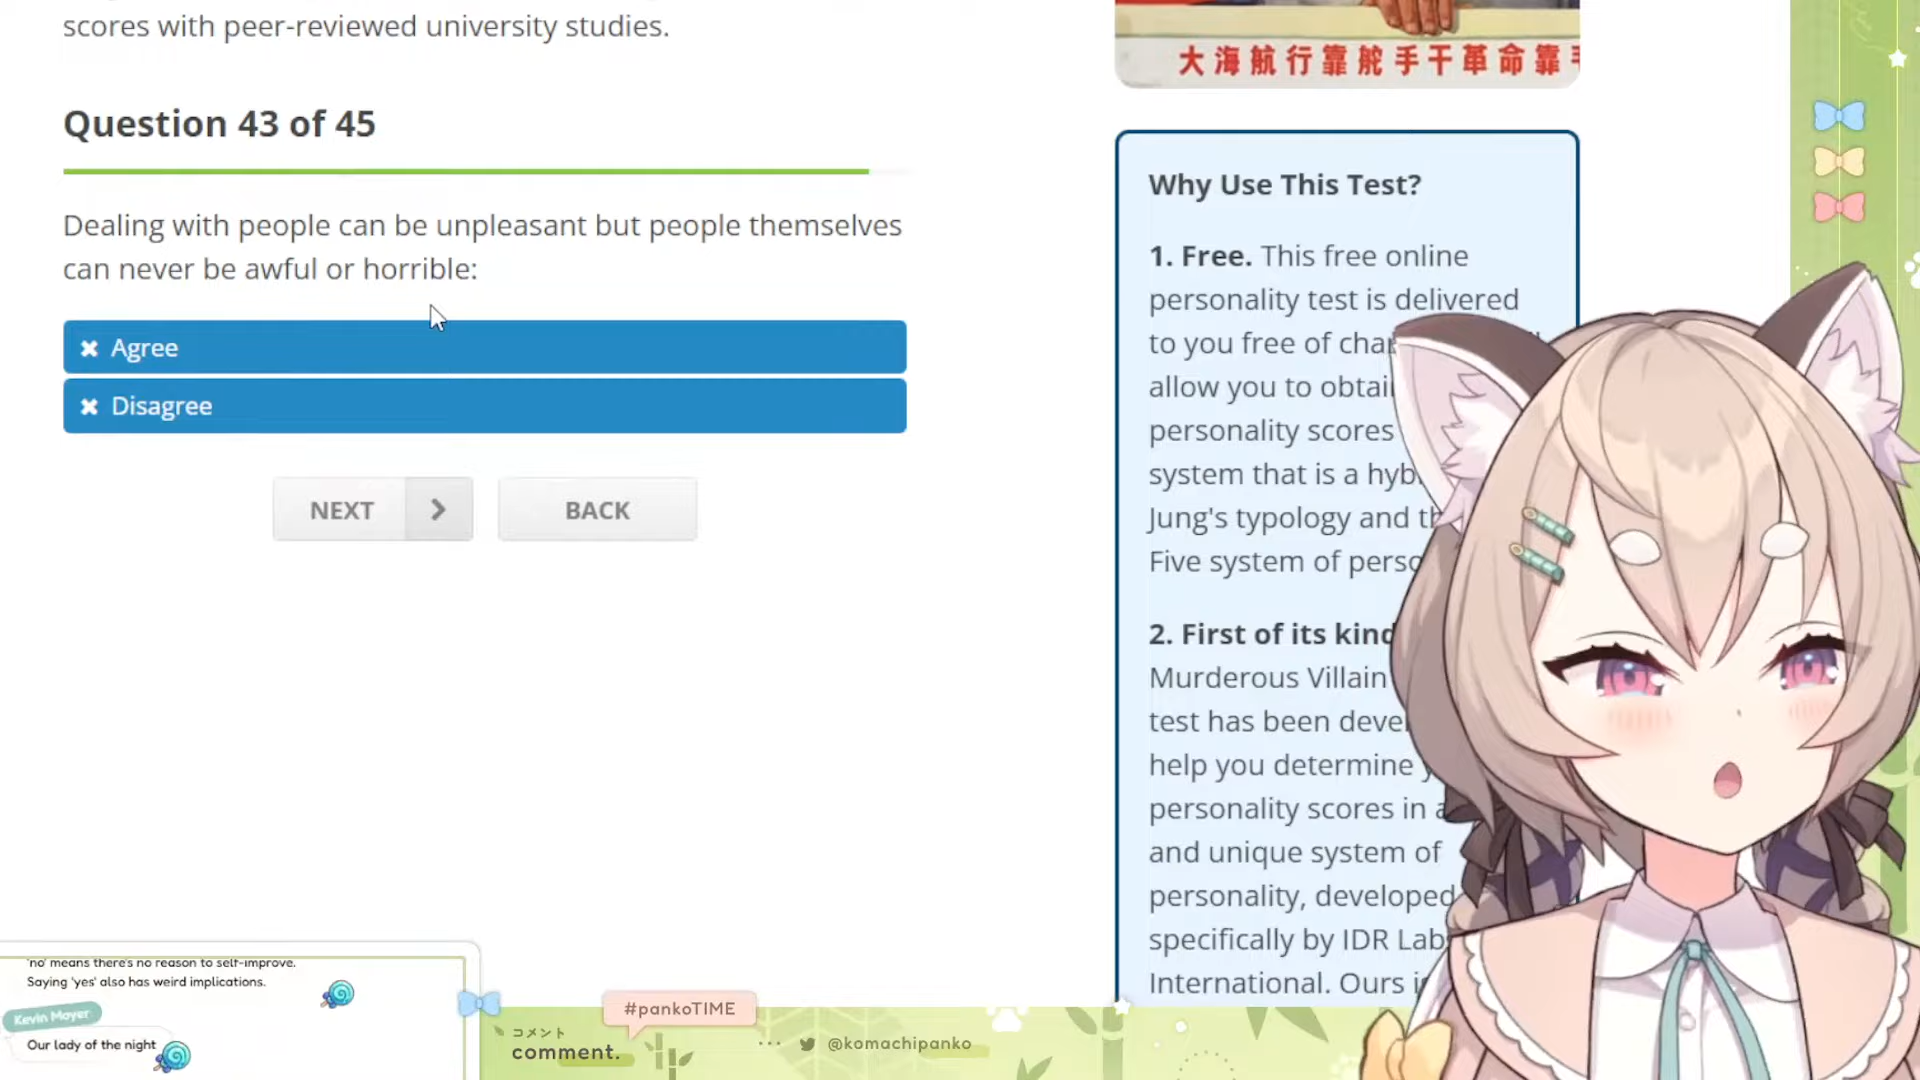 scores with peer-reviewed university studies.
Question 43 of 45
Dealing with people can be unpleasant but people themselves
can never be awful or horrible:
Agree
Disagree
NEXT
BACK
大海航行靠舵手干革命靠
Why Use This Test?
1. Free. This free online
personality test is delivered
to you free of
allow you to
personality scores
system that is a
Jung's typology and
Five system of
2. First of its kind
Murderous Villain
test has been
help you determine
personality scores in
and unique system of
personality, developed
specifically by IDR
International. Ours
'no' means there's no reason to self-improve.
Saying 'yes' also has weird implications.
Kevin Mayer
Our lady of the night
コメント
comment.
#pankoTIME
@komachipanko